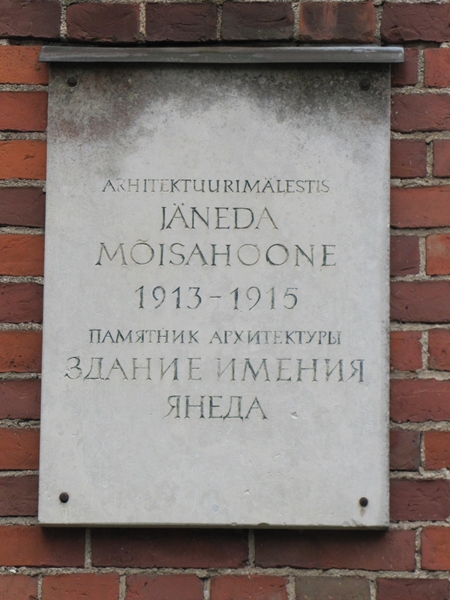 ARHITEKTUURIMÄLESTIS
JÄNEDA
MÕISAHOONE
1913-1915
ПАМЯТНИК АРХИТЕКТУРЫ
ЗДАНИЕ ИМЕНИЯ
ЯНЕДА